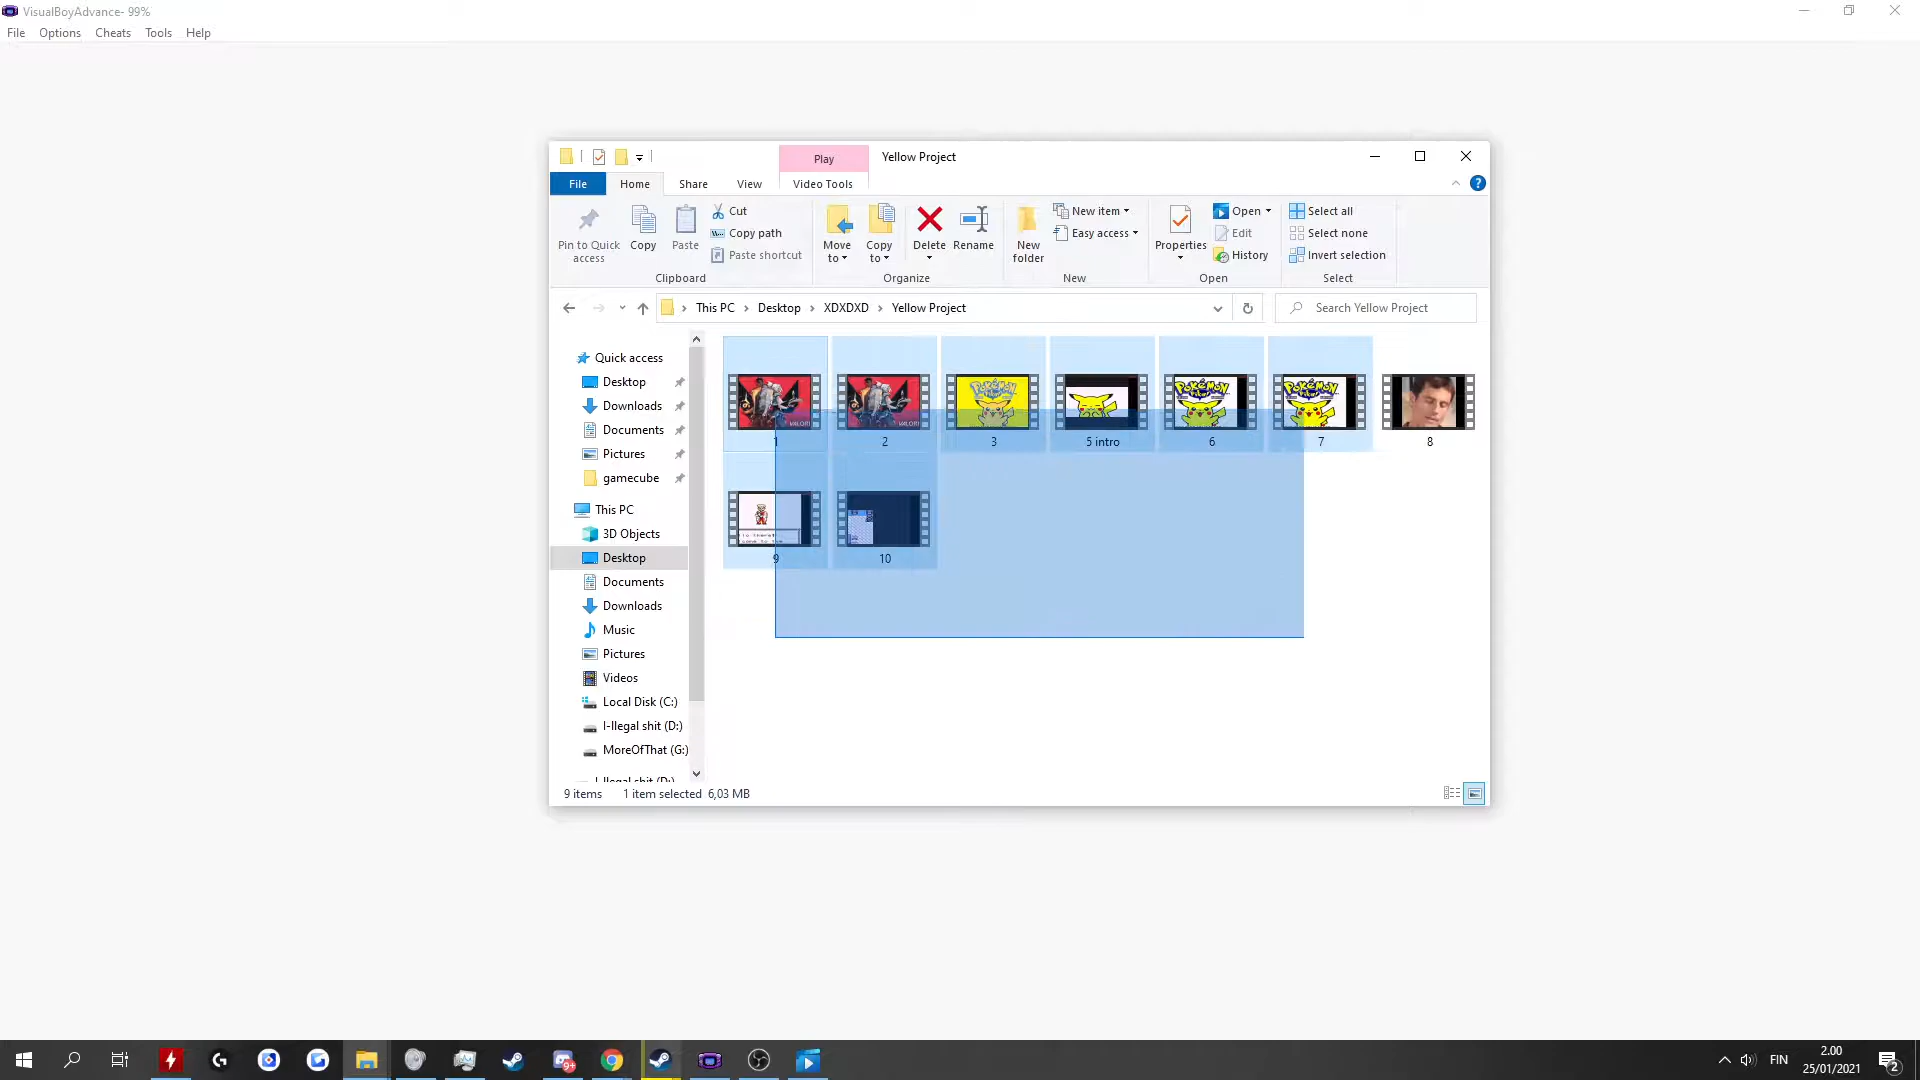 VisualBoyAdvance- 99%
File Options Cheats Tools Help
Play Yellow Project
File Home Share View Video Tools
Pin to Quick access
Copy
Paste
Cut
Copy path
Paste shortcut
Clipboard
Move to
Copy to
Delete
Rename
Organize
New folder
New item
Easy access
New
Properties
Open
Edit
History
Open
Select all
Select none
Invert selection
Select
This PC > Desktop > XDXDXD > Yellow Project
Search Yellow Project
Quick access
Desktop
Downloads
Documents
Pictures
gamecube
This PC
3D Objects
Desktop
Documents
Downloads
Music
Pictures
Videos
Local Disk (C:)
I-llegal shit (D:)
MoreOfThat (G:)
I-llegal shit (D:)
1 2 3 5 intro 6 7 8
9 10
9 items 1 item selected 6,03 MB
FIN
2.00
25/01/2021
2
9+